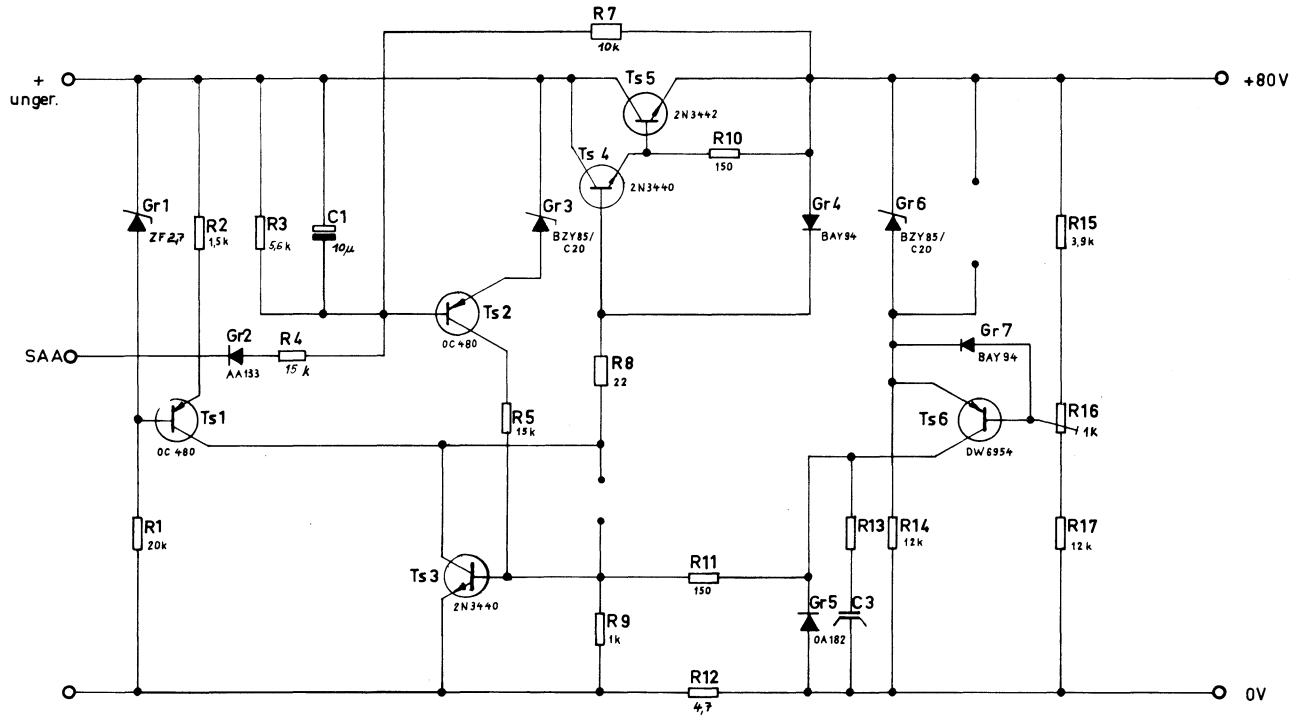 R7
10k
+
unger.
Ts5
2N3442
+80V
R10
150
Ts4
2N3440
Gr1
ZF2,7
R2
1,5k
R3
5,6k
C1
10µ
Gr3
BZY85/
C20
Gr4
BAY94
Gr6
BZY85/
C20
R15
3,9k
Ts2
OC480
Gr2
AA133
R4
15k
SAA
R8
22
Gr7
BAY94
Ts1
OC480
R5
15k
Ts6
DW6954
R16
1K
R1
20k
R13
R14
12k
R17
12k
Ts3
2N3440
R11
150
R9
1k
Gr5
OA182
C3
R12
4,7
0V